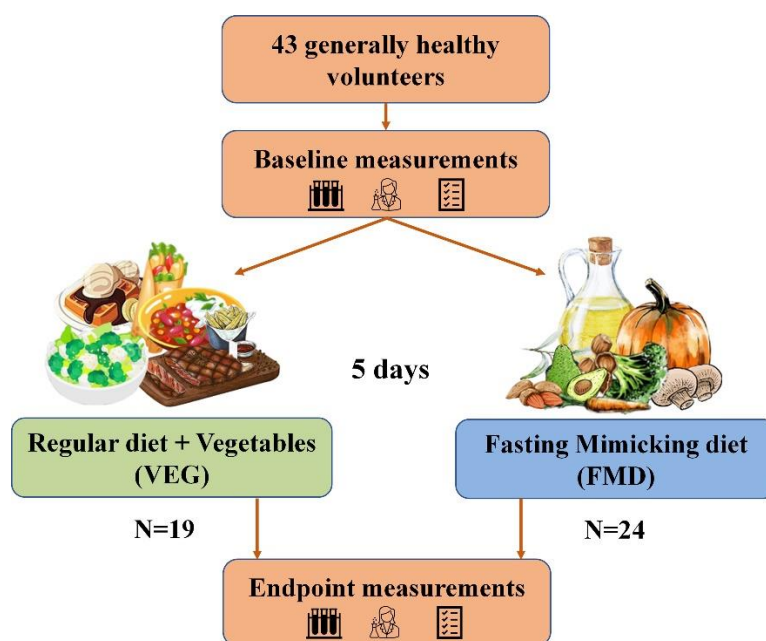 43 generally healthy
volunteers
Baseline measurements
5 days
Regular diet + Vegetables
(VEG)
Fasting Mimicking diet
(FMD)
N=19
N=24
Endpoint measurements